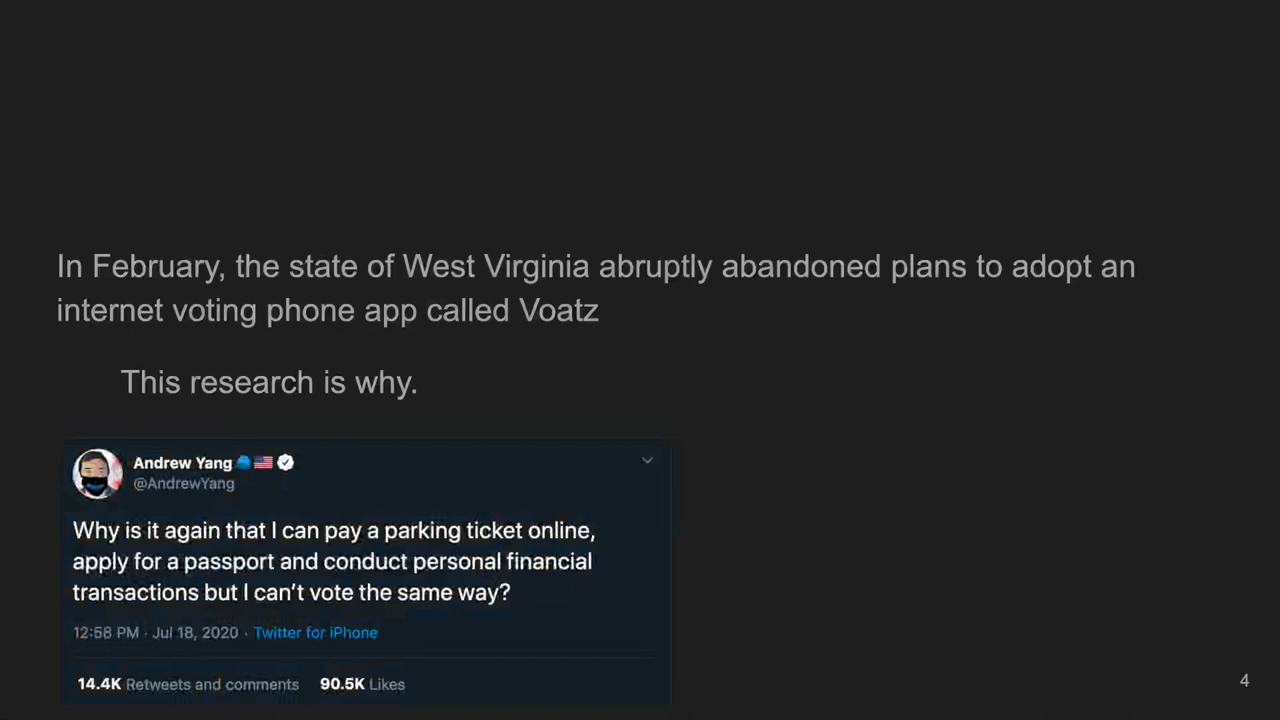 In February, the state of West Virginia abruptly abandoned plans to adopt an
internet voting phone app called Voatz
This research is why.
Andrew Yang
@AndrewYang
Why is it again that I can pay a parking ticket online,
apply for a passport and conduct personal financial
transactions but I can’t vote the same way?
12:58 PM · Jul 18, 2020 · Twitter for iPhone
14.4K Retweets and comments 90.5K Likes
4